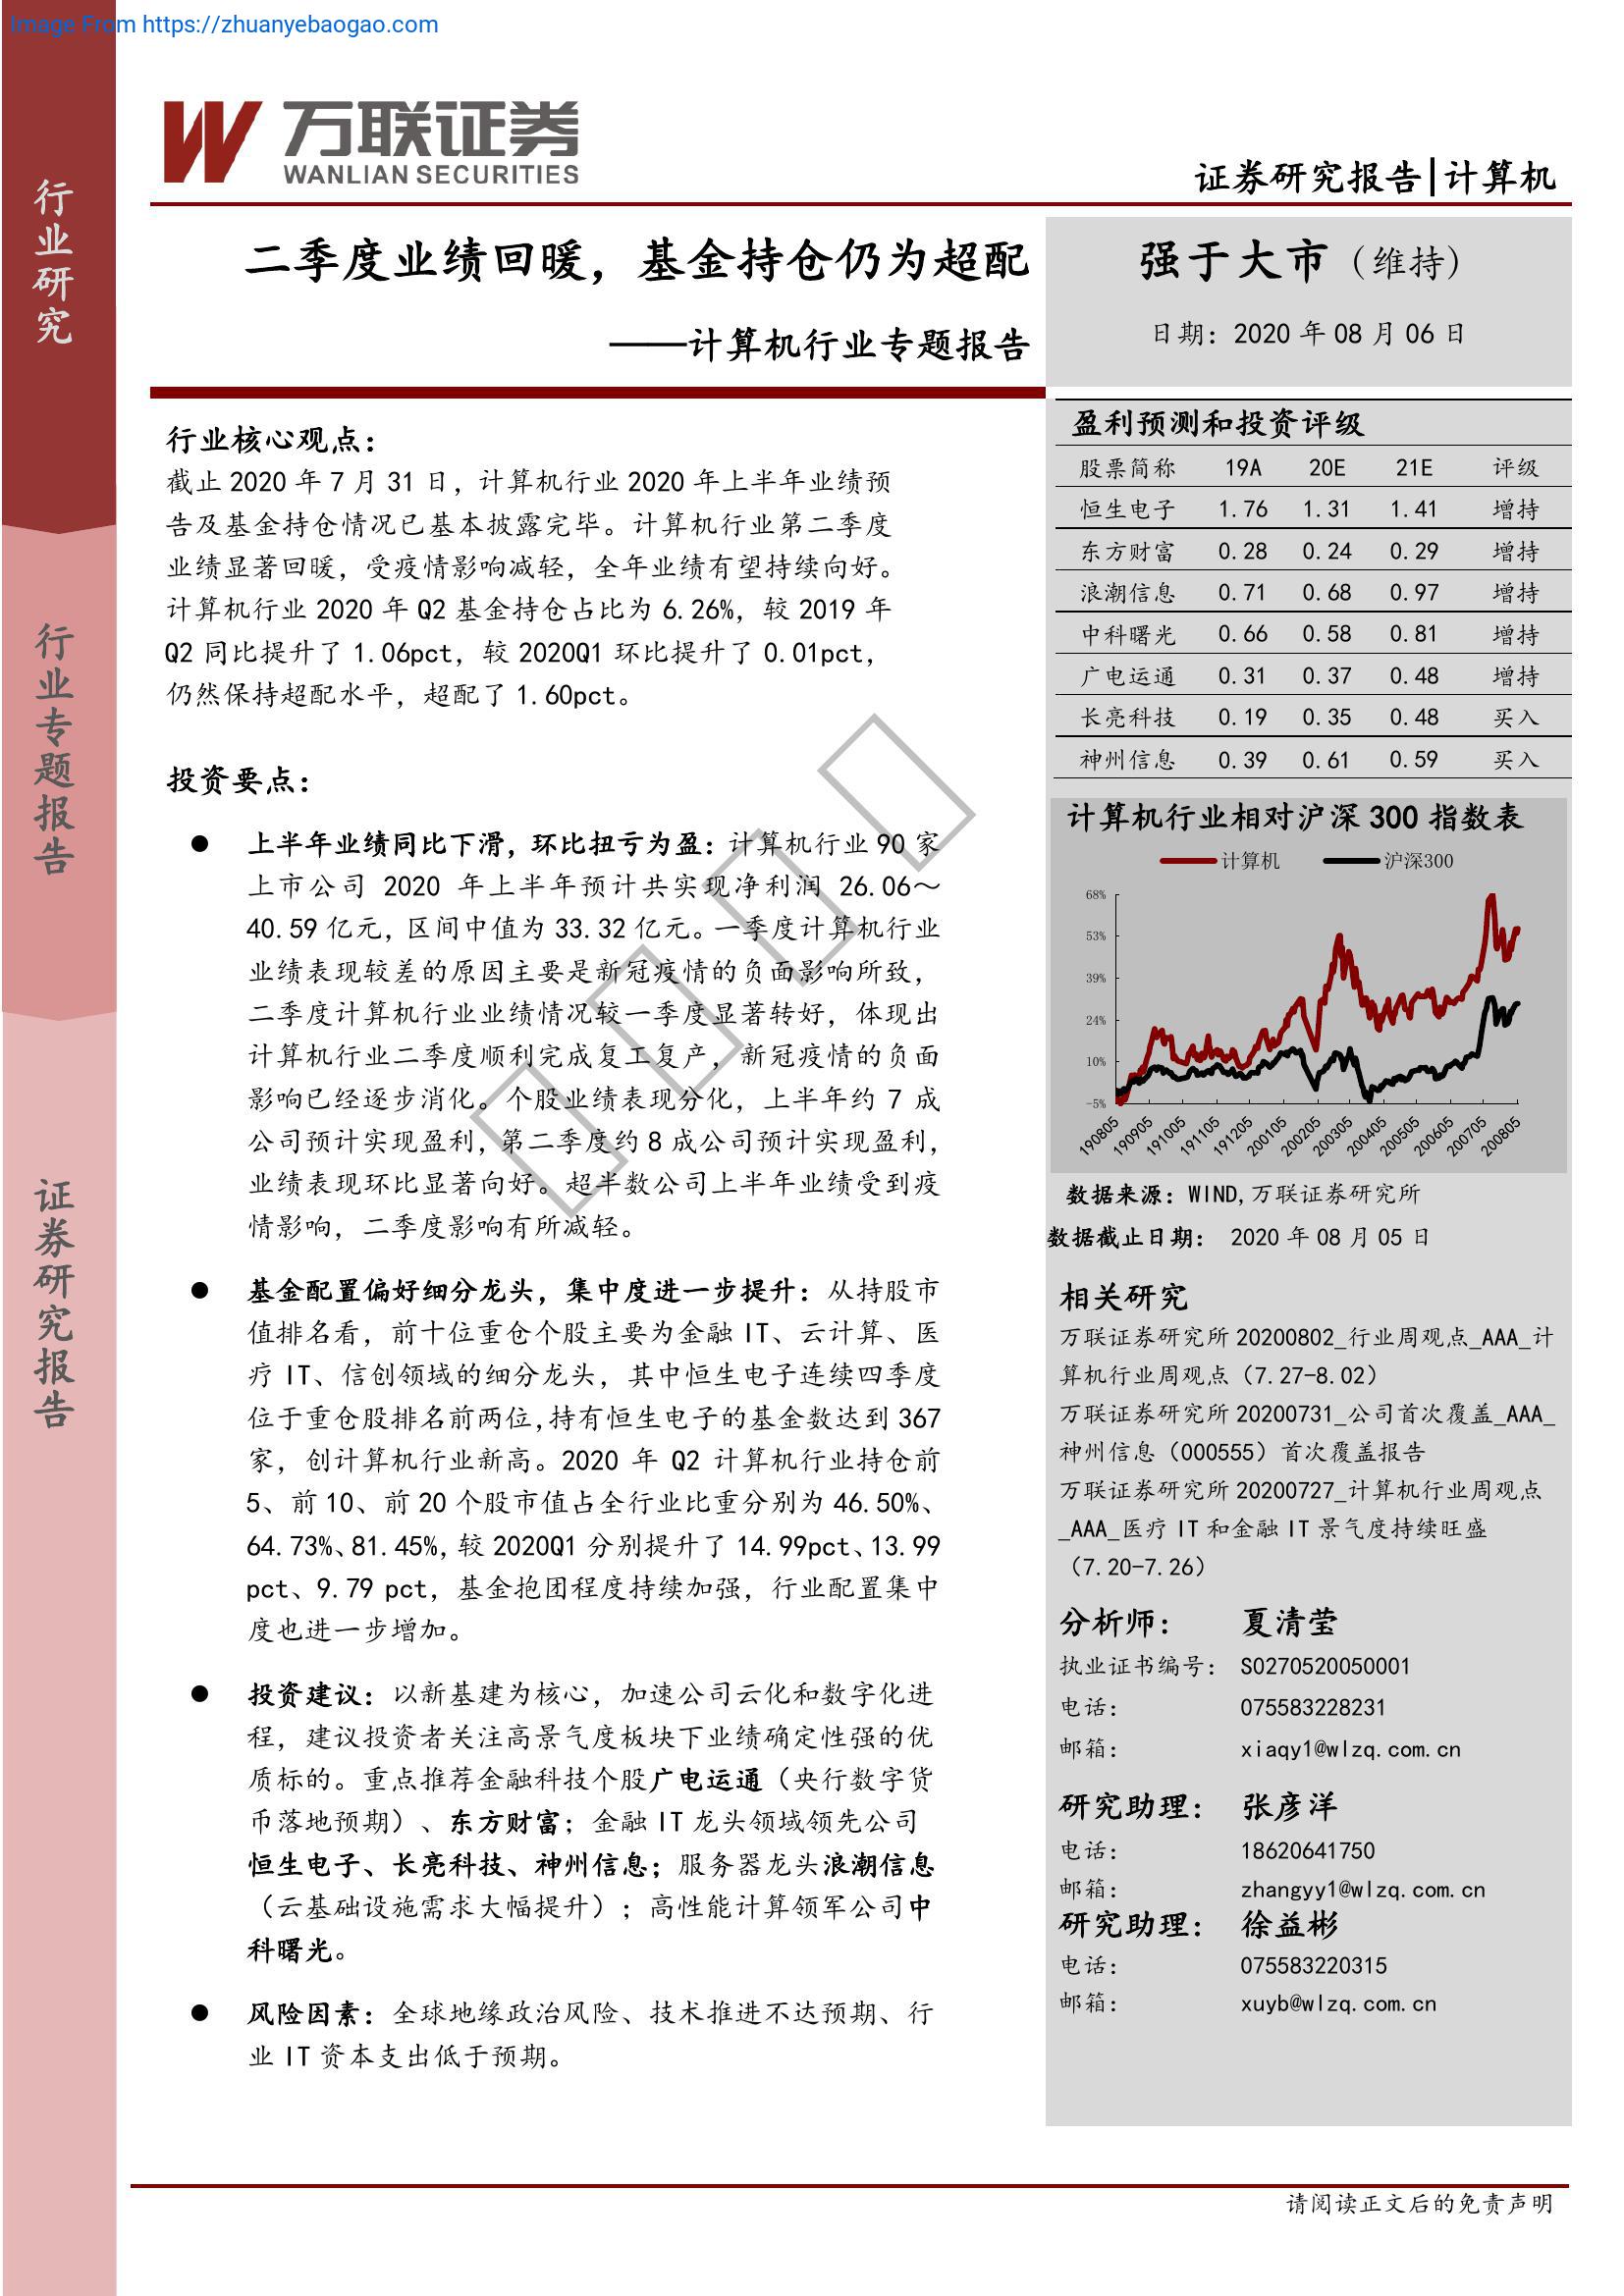 Image From https://zhuanyebaogao.com
行业研究
行业专题报告
证券研究报告
万联证券
WANLIAN SECURITIES
证券研究报告|计算机
二季度业绩回暖，基金持仓仍为超配
——计算机行业专题报告
强于大市（维持）
日期：2020 年 08 月 06 日
行业核心观点：
截止 2020 年 7 月 31 日，计算机行业 2020 年上半年业绩预
告及基金持仓情况已基本披露完毕。计算机行业第二季度
业绩显著回暖，受疫情影响减轻，全年业绩有望持续向好。
计算机行业 2020 年 Q2 基金持仓占比为 6.26%，较 2019 年
Q2 同比提升了 1.06pct，较 2020Q1 环比提升了 0.01pct，
仍然保持超配水平，超配了 1.60pct。
投资要点：
● 上半年业绩同比下滑，环比扭亏为盈：计算机行业 90 家
上市公司 2020 年上半年预计共实现净利润 26.06～
40.59 亿元，区间中值为 33.32 亿元。一季度计算机行业
业绩表现较差的原因主要是新冠疫情的负面影响所致，
二季度计算机行业业绩情况较一季度显著转好，体现出
计算机行业二季度顺利完成复工复产，新冠疫情的负面
影响已经逐步消化。个股业绩表现分化，上半年约 7 成
公司预计实现盈利，第二季度约 8 成公司预计实现盈利，
业绩表现环比显著向好。超半数公司上半年业绩受到疫
情影响，二季度影响有所减轻。
● 基金配置偏好细分龙头，集中度进一步提升：从持股市
值排名看，前十位重仓个股主要为金融 IT、云计算、医
疗 IT、信创领域的细分龙头，其中恒生电子连续四季度
位于重仓股排名前两位，持有恒生电子的基金数达到 367
家，创计算机行业新高。2020 年 Q2 计算机行业持仓前
5、前 10、前 20 个股市值占全行业比重分别为 46.50%、
64.73%、81.45%，较 2020Q1 分别提升了 14.99pct、13.99
pct、9.79 pct，基金抱团程度持续加强，行业配置集中
度也进一步增加。
● 投资建议：以新基建为核心，加速公司云化和数字化进
程，建议投资者关注高景气度板块下业绩确定性强的优
质标的。重点推荐金融科技个股广电运通（央行数字货
币落地预期）、东方财富；金融 IT 龙头领域领先公司
恒生电子、长亮科技、神州信息；服务器龙头浪潮信息
（云基础设施需求大幅提升）；高性能计算领军公司中
科曙光。
● 风险因素：全球地缘政治风险、技术推进不达预期、行
业 IT 资本支出低于预期。
盈利预测和投资评级
股票简称 19A 20E 21E 评级
恒生电子 1.76 1.31 1.41 增持
东方财富 0.28 0.24 0.29 增持
浪潮信息 0.71 0.68 0.97 增持
中科曙光 0.66 0.58 0.81 增持
广电运通 0.31 0.37 0.48 增持
长亮科技 0.19 0.35 0.48 买入
神州信息 0.39 0.61 0.59 买入
计算机行业相对沪深 300 指数表
计算机 沪深300
68%
53%
39%
24%
10%
-5%
190805 190905 191005 191105 191205 200105 200205 200305 200405 200505 200605 200705 200805
数据来源：WIND,万联证券研究所
数据截止日期： 2020 年 08 月 05 日
相关研究
万联证券研究所 20200802_行业周观点_AAA_计
算机行业周观点（7.27-8.02）
万联证券研究所 20200731_公司首次覆盖_AAA_
神州信息（000555）首次覆盖报告
万联证券研究所 20200727_计算机行业周观点
_AAA_医疗 IT 和金融 IT 景气度持续旺盛
（7.20-7.26）
分析师： 夏清莹
执业证书编号： S0270520050001
电话： 075583228231
邮箱： xiaqy1@wlzq.com.cn
研究助理： 张彦洋
电话： 18620641750
邮箱： zhangyy1@wlzq.com.cn
研究助理： 徐益彬
电话： 075583220315
邮箱： xuyb@wlzq.com.cn
请阅读正文后的免责声明